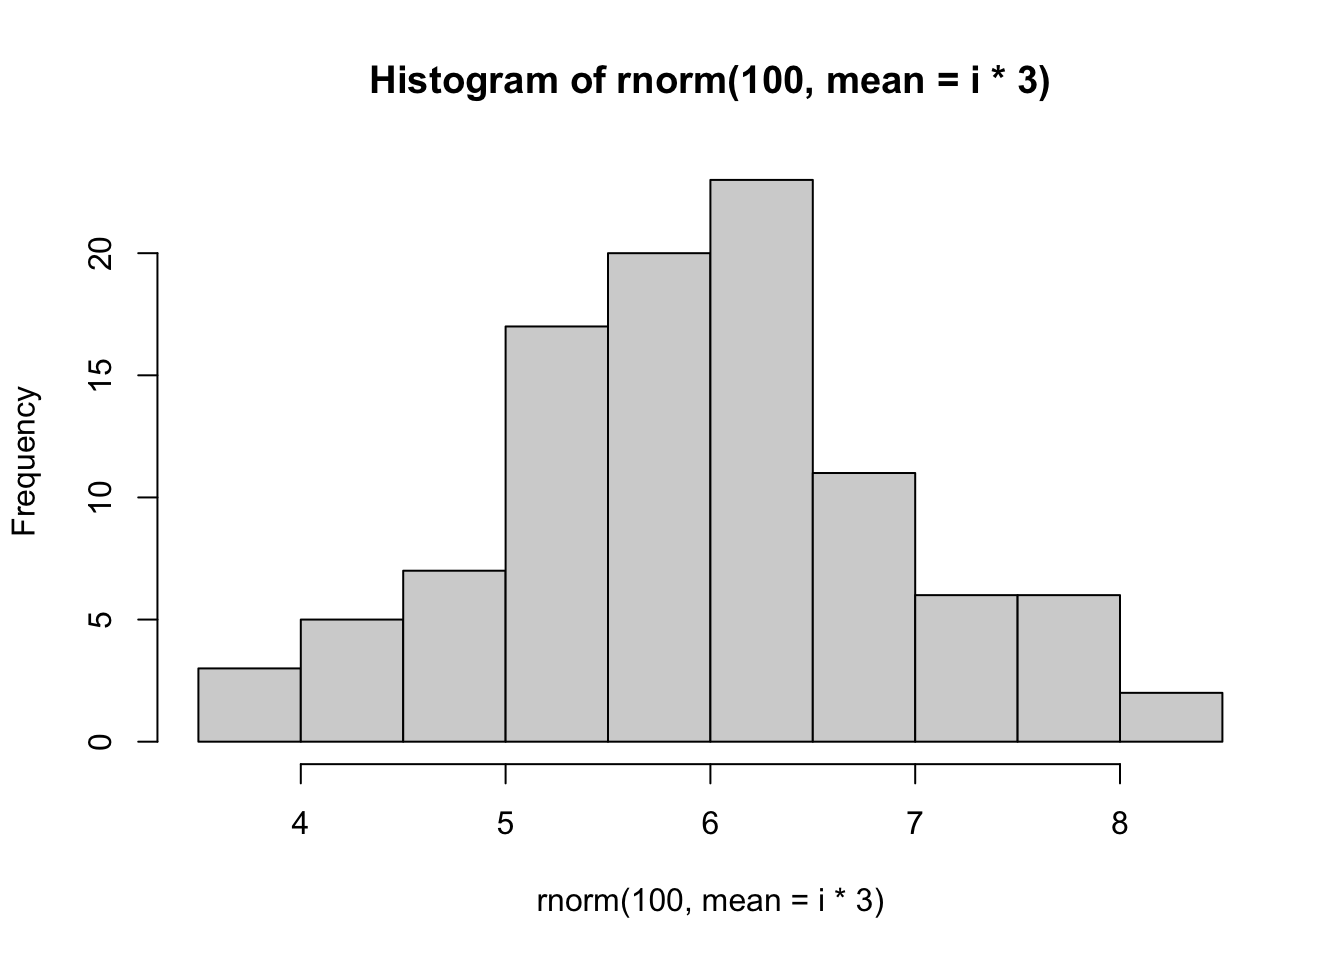 Histogram of rnorm(100, mean = i * 3)
Frequency
20
15
10
5
0
4 5 6 7 8
rnorm(100, mean = i * 3)